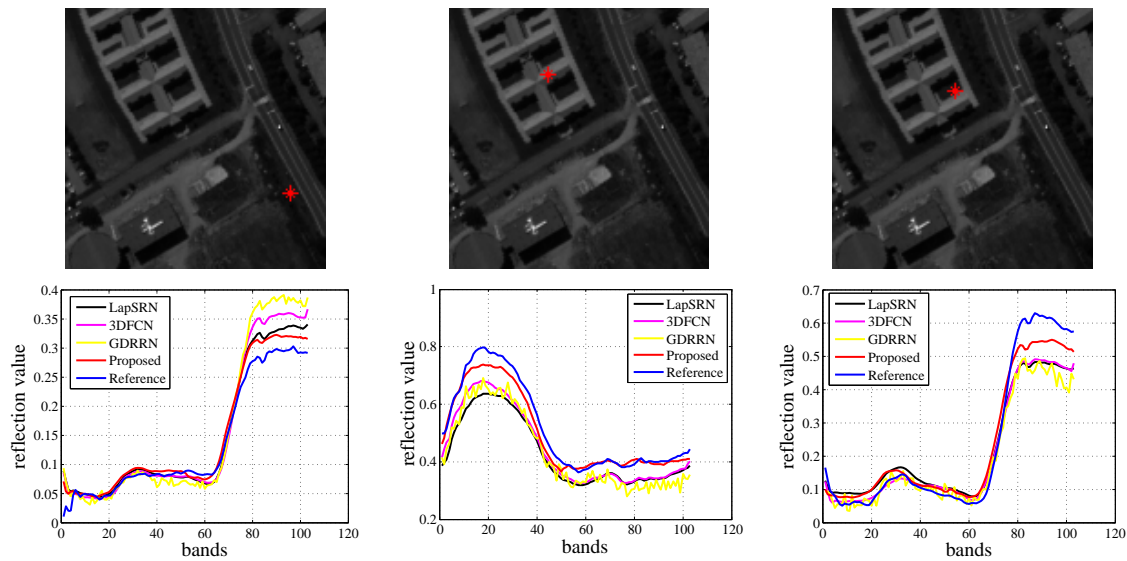 0.4
0.35
0.3
0.25
0.2
0.15
0.1
0.05
0
reflection value
LapSRN
3DFCN
GDRRN
Proposed
Reference
0 20 40 60 80 100 120
bands
1
0.8
0.6
0.4
0.2
reflection value
LapSRN
3DFCN
GDRRN
Proposed
Reference
0 20 40 60 80 100 120
bands
0.7
0.6
0.5
0.4
0.3
0.2
0.1
0
reflection value
LapSRN
3DFCN
GDRRN
Proposed
Reference
0 20 40 60 80 100 120
bands